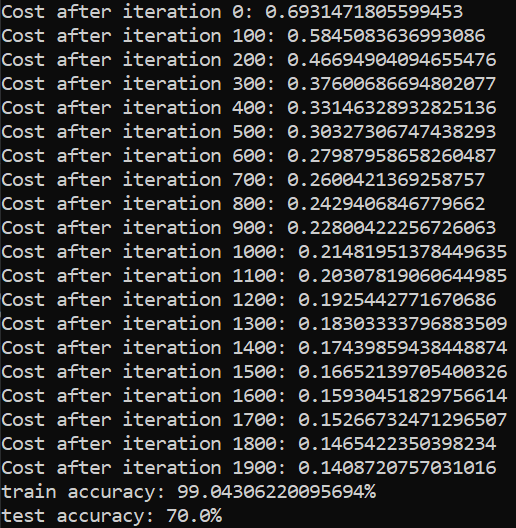 Cost after iteration 0: 0.6931471805599453
Cost after iteration 100: 0.5845083636993086
Cost after iteration 200: 0.46694904094655476
Cost after iteration 300: 0.37600686694802077
Cost after iteration 400: 0.33146328932825136
Cost after iteration 500: 0.30327306747438293
Cost after iteration 600: 0.27987958658260487
Cost after iteration 700: 0.2600421369258757
Cost after iteration 800: 0.2429406846779662
Cost after iteration 900: 0.22800422256726063
Cost after iteration 1000: 0.21481951378449635
Cost after iteration 1100: 0.20307819060644985
Cost after iteration 1200: 0.1925442771670686
Cost after iteration 1300: 0.18303333796883509
Cost after iteration 1400: 0.17439859438448874
Cost after iteration 1500: 0.16652139705400326
Cost after iteration 1600: 0.15930451829756614
Cost after iteration 1700: 0.15266732471296507
Cost after iteration 1800: 0.1465422350398234
Cost after iteration 1900: 0.1408720757031016
train accuracy: 99.04306220095694%
test accuracy: 70.0%